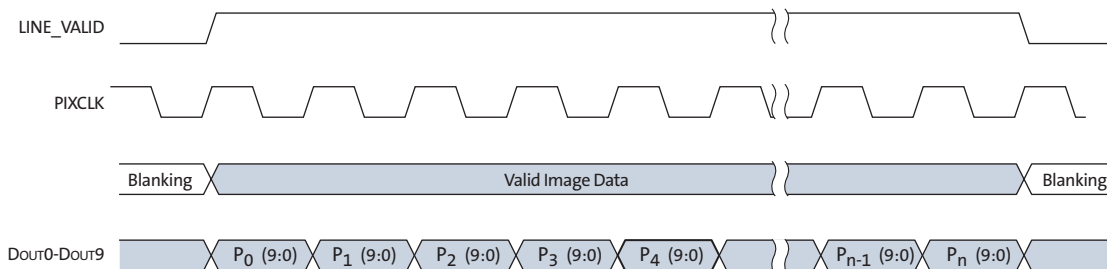 LINE_VALID
PIXCLK
Blanking Valid Image Data Blanking
DOUT0-DOUT9 P0 (9:0) P1 (9:0) P2 (9:0) P3 (9:0) P4 (9:0) Pn-1 (9:0) Pn (9:0)